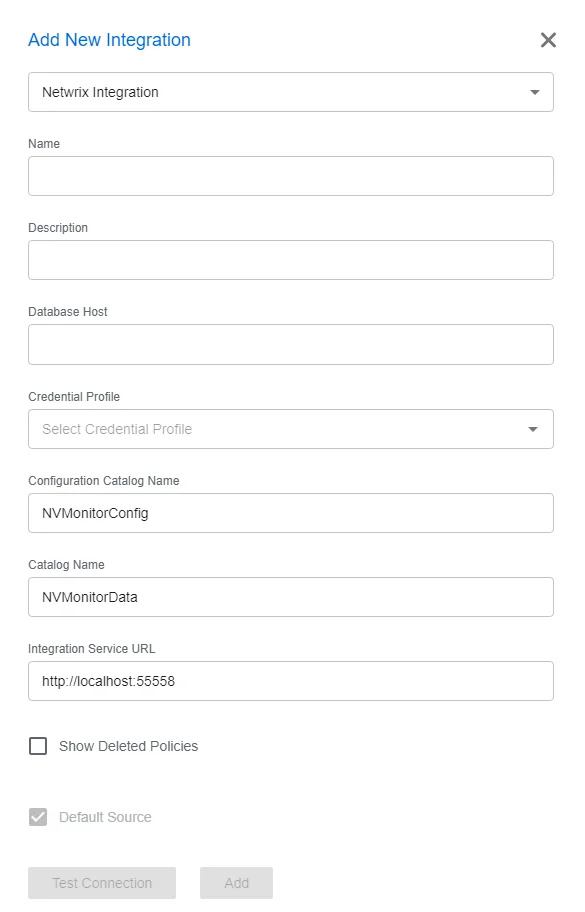 Add New Integration
Netwrix Integration
Name
Description
Database Host
Credential Profile
Select Credential Profile
Configuration Catalog Name
NVMonitorConfig
Catalog Name
NVMonitorData
Integration Service URL
http://localhost:55558
Show Deleted Policies
Default Source
Test Connection Add